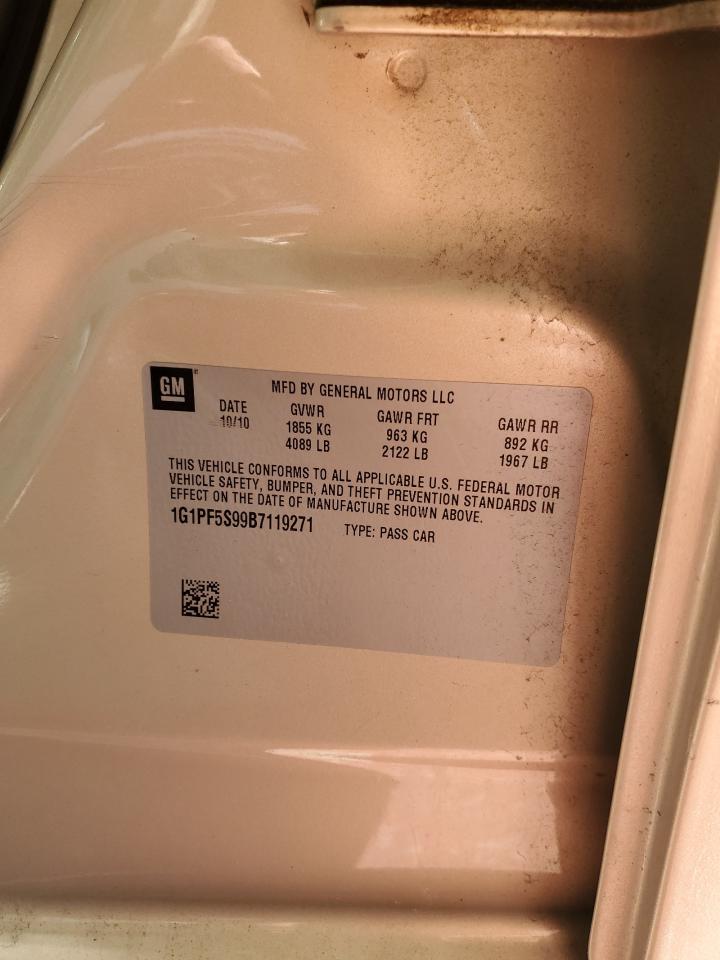 GM
MFD BY GENERAL MOTORS LLC
DATE GVWR GAWR FRT GAWR RR
10/10 1855 KG 963 KG 892 KG
4089 LB 2122 LB 1967 LB
THIS VEHICLE CONFORMS TO ALL APPLICABLE U.S. FEDERAL MOTOR
VEHICLE SAFETY, BUMPER, AND THEFT PREVENTION STANDARDS IN
EFFECT ON THE DATE OF MANUFACTURE SHOWN ABOVE.
1G1PF5S99B7119271 TYPE: PASS CAR